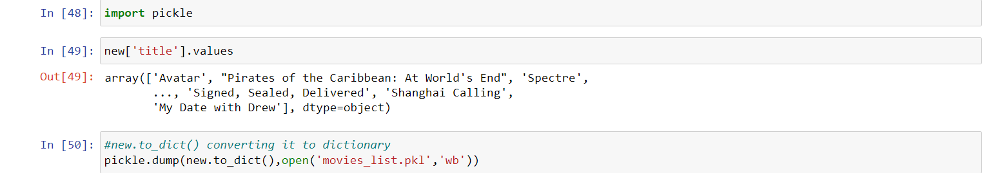 In [48]: import pickle
In [49]: new['title'].values
Out[49]: array(['Avatar', "Pirates of the Caribbean: At World's End", 'Spectre',
..., 'Signed, Sealed, Delivered', 'Shanghai Calling',
'My Date with Drew'], dtype=object)
In [50]: #new.to_dict() converting it to dictionary
pickle.dump(new.to_dict(),open('movies_list.pkl','wb'))